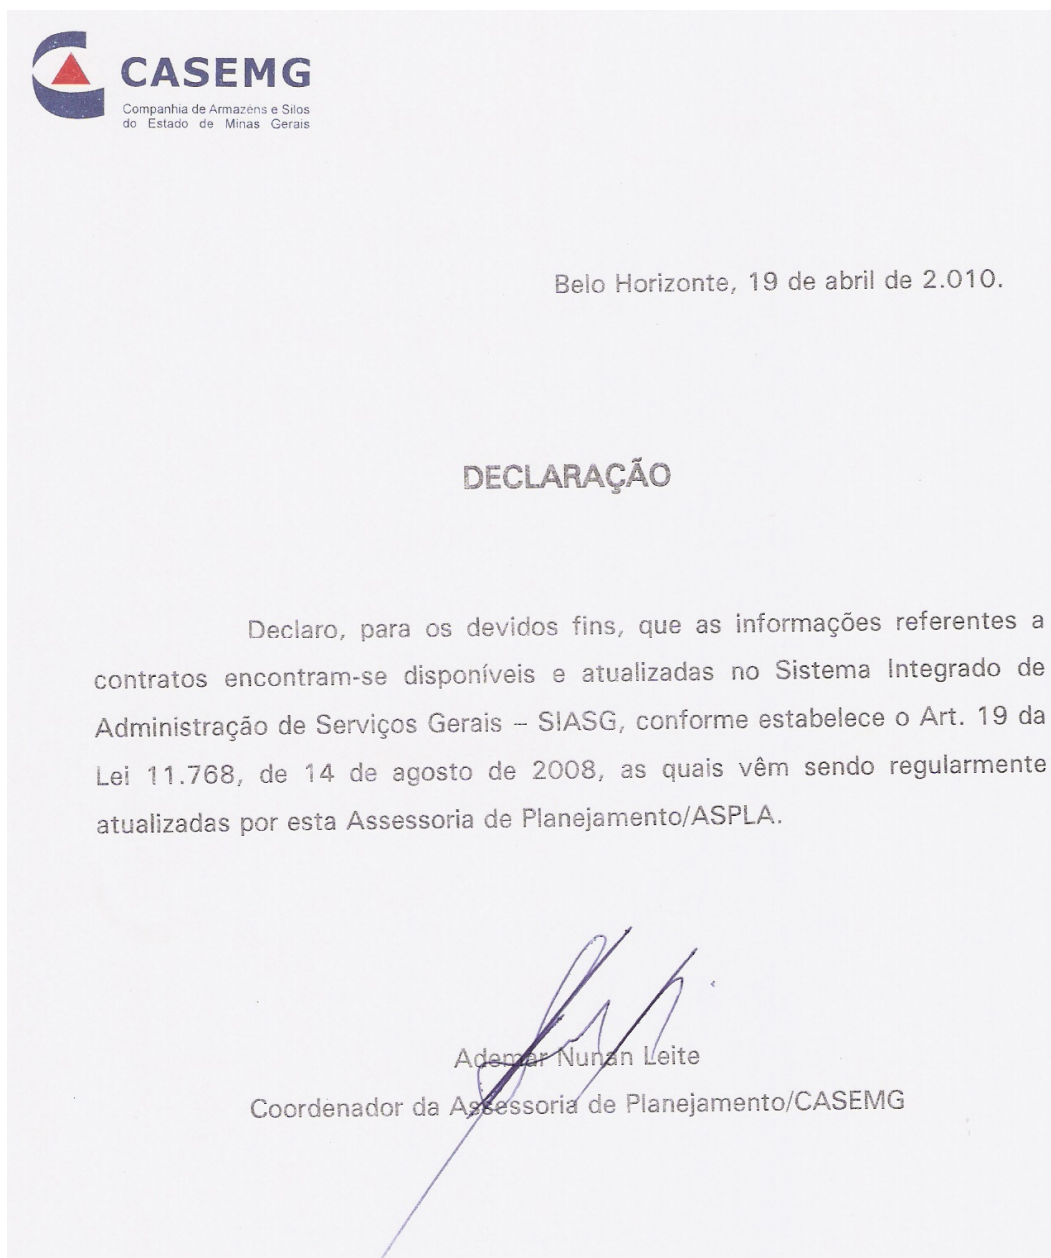 CASEMG
Companhia de Armazéns e Silos
do Estado de Minas Gerais
Belo Horizonte, 19 de abril de 2.010.
DECLARAÇÃO
Declaro, para os devidos fins, que as informações referentes a
contratos encontram-se disponíveis e atualizadas no Sistema Integrado de
Administração de Serviços Gerais – SIASG, conforme estabelece o Art. 19 da
Lei 11.768, de 14 de agosto de 2008, as quais vêm sendo regularmente
atualizadas por esta Assessoria de Planejamento/ASPLA.
Ademar Nunan Leite
Coordenador da Assessoria de Planejamento/CASEMG